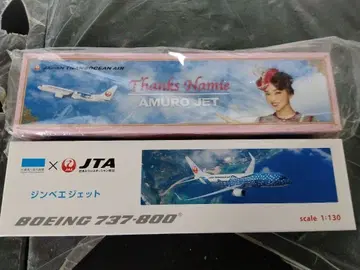 JAPAN TRANSOCEAN AIR
Thanks Namie
AMURO JET
× JTA
ジンベエジェット
BOEING 737-800
scale 1:130